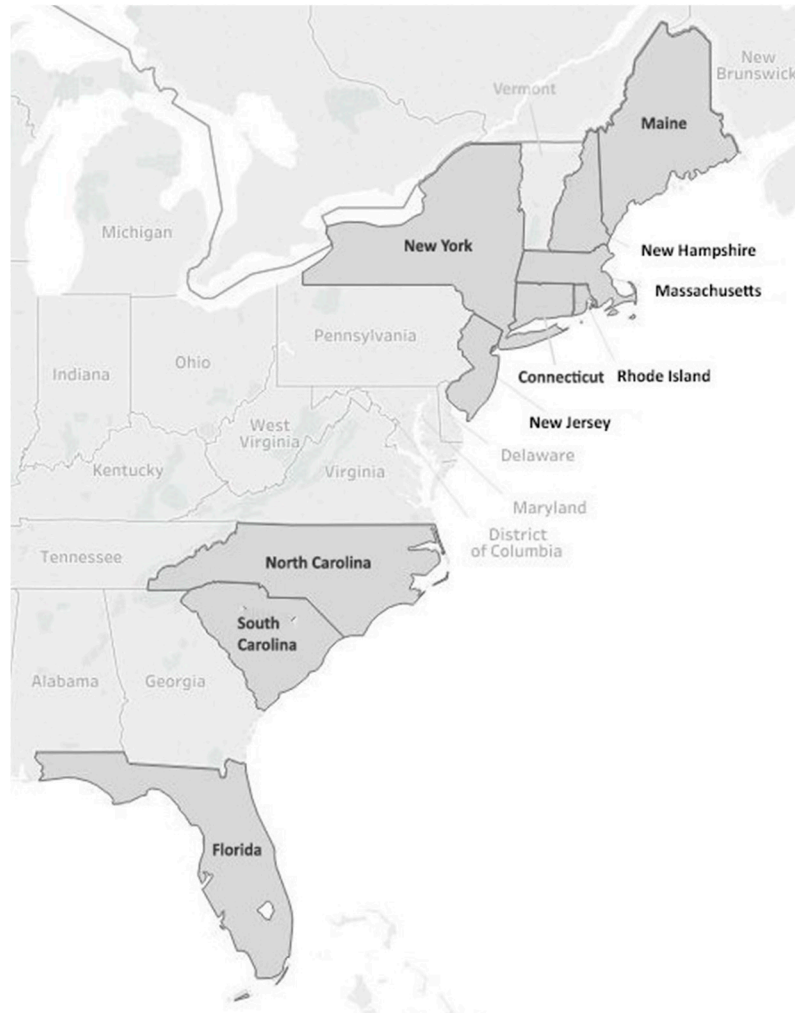 Vermont
New
Brunswick
Maine
Michigan
New York
New Hampshire
Massachusetts
Pennsylvania
Ohio
Indiana
Connecticut Rhode Island
New Jersey
West
Virginia
Delaware
Kentucky
Virginia
Maryland
District
of Columbia
Tennessee
North Carolina
South
Carolina
Alabama
Georgia
Florida